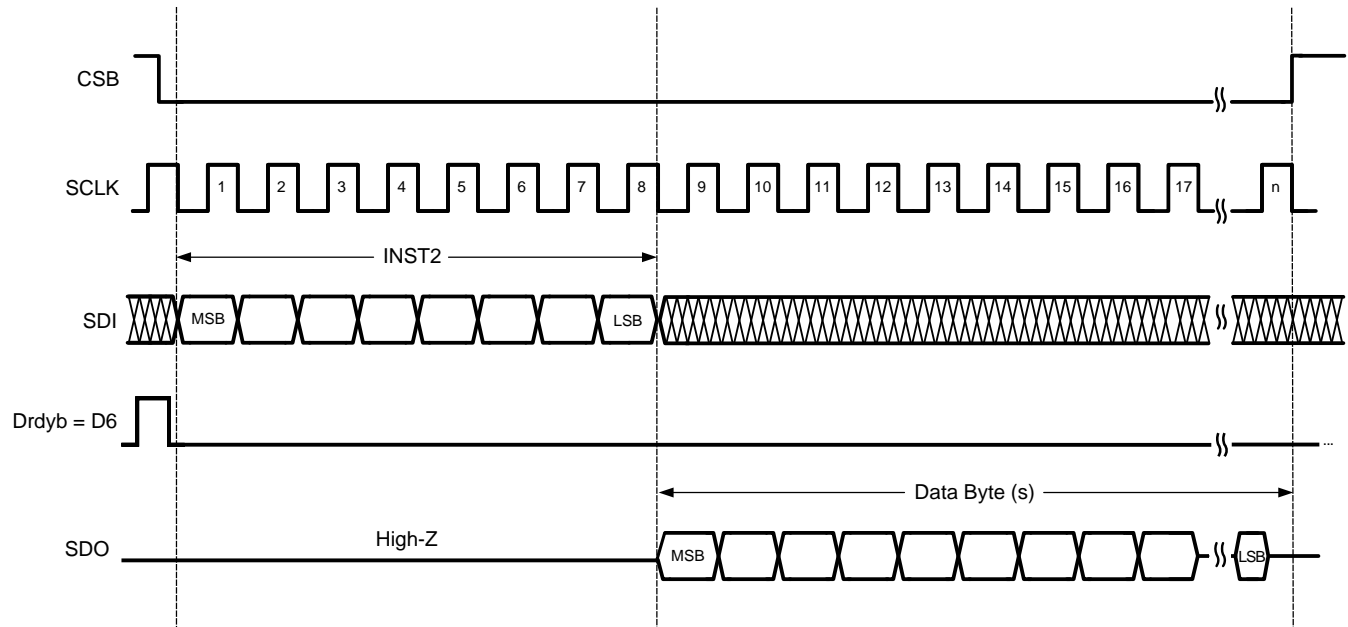 CSB
SCLK 1 2 3 4 5 6 7 8 9 10 11 12 13 14 15 16 17 n
INST2
SDI MSB LSB
Drdyb = D6 ...
Data Byte (s)
High-Z
SDO MSB LSB